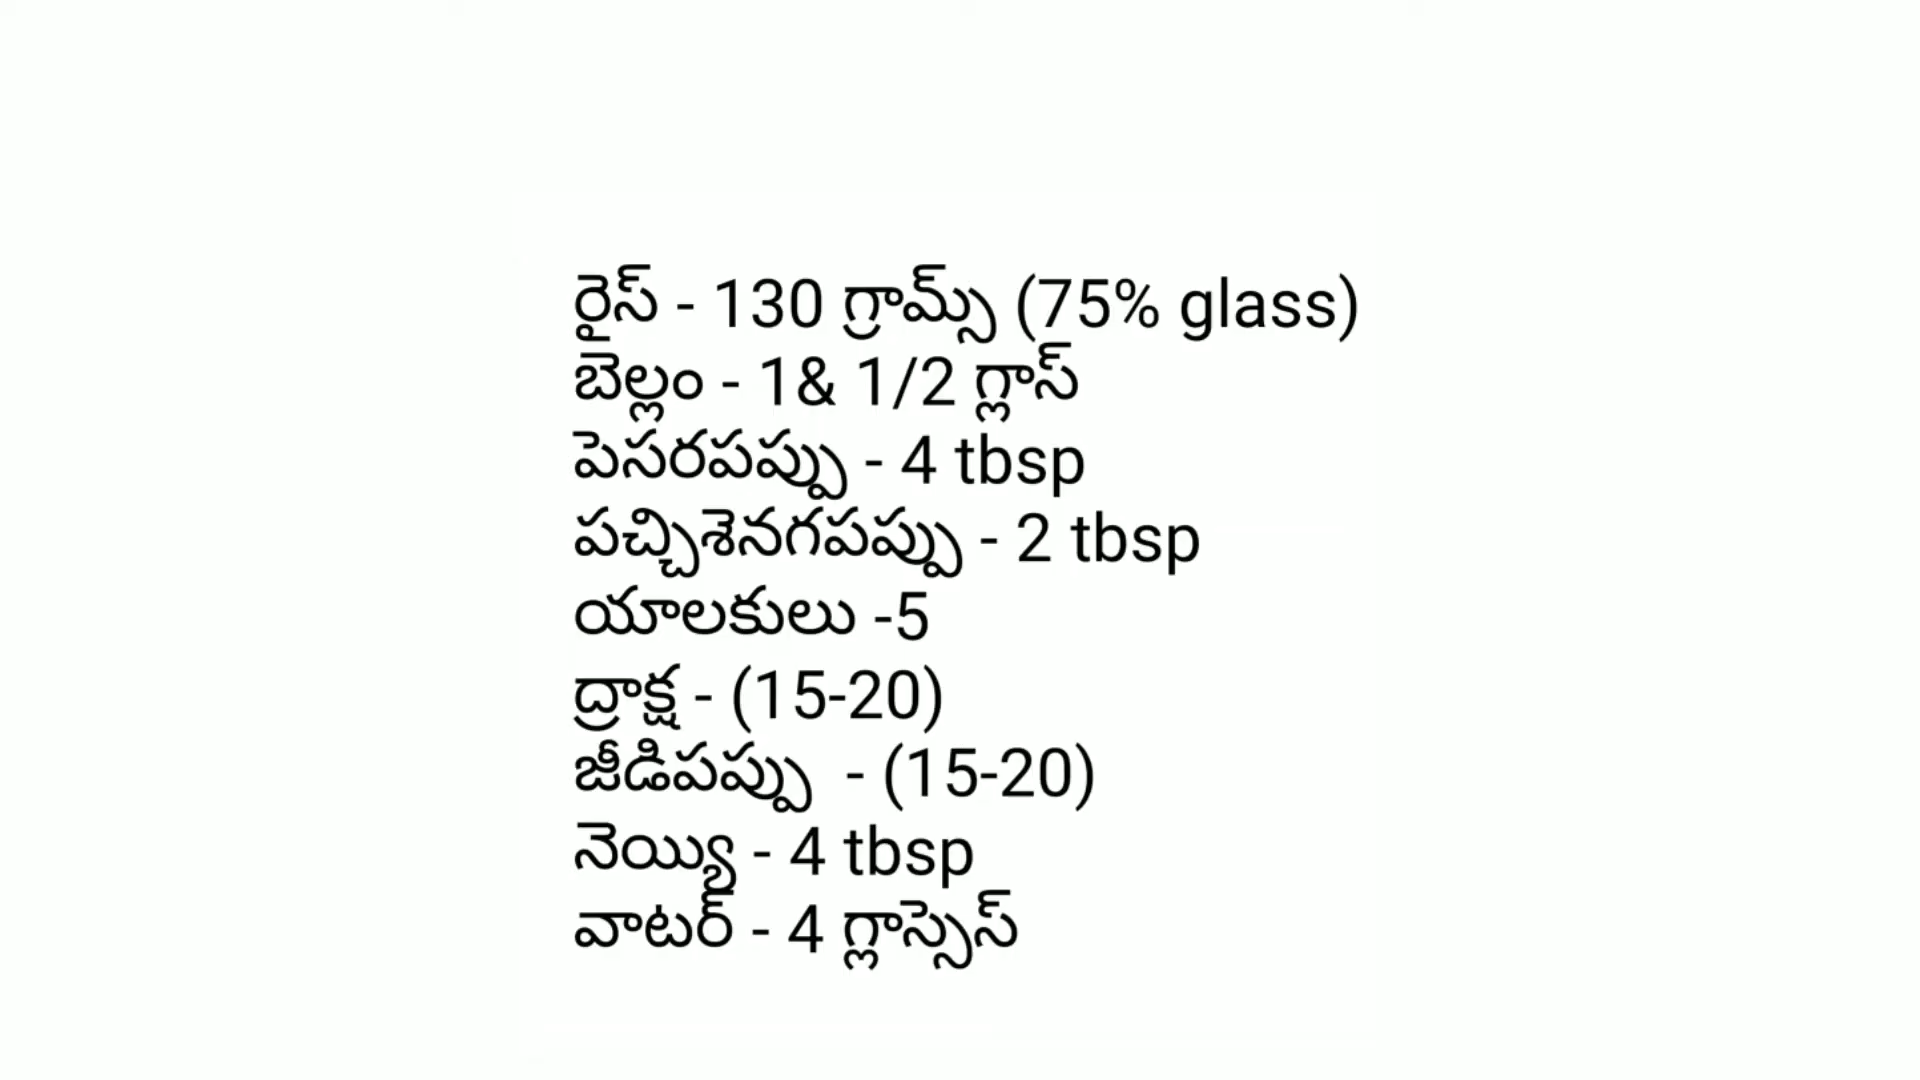 రైస్ - 130 గ్రామ్స్ (75% glass)
బెల్లం - 1& 1/2 గ్లాస్
పెసరపప్పు - 4 tbsp
పచ్చిశెనగపప్పు - 2 tbsp
యాలకులు -5
ద్రాక్ష - (15-20)
జీడిపప్పు  - (15-20)
నెయ్యి - 4 tbsp
వాటర్ - 4 గ్లాస్సెస్